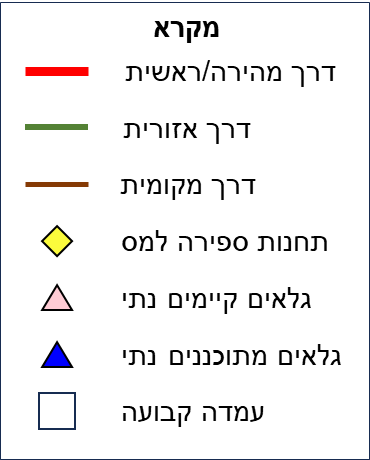 מקרא
דרך מהירה/ראשית
דרך אזורית
דרך מקומית
תחנות ספירה למס
גלאים קיימים נתי
גלאים מתוכננים נתי
עמדה קבועה